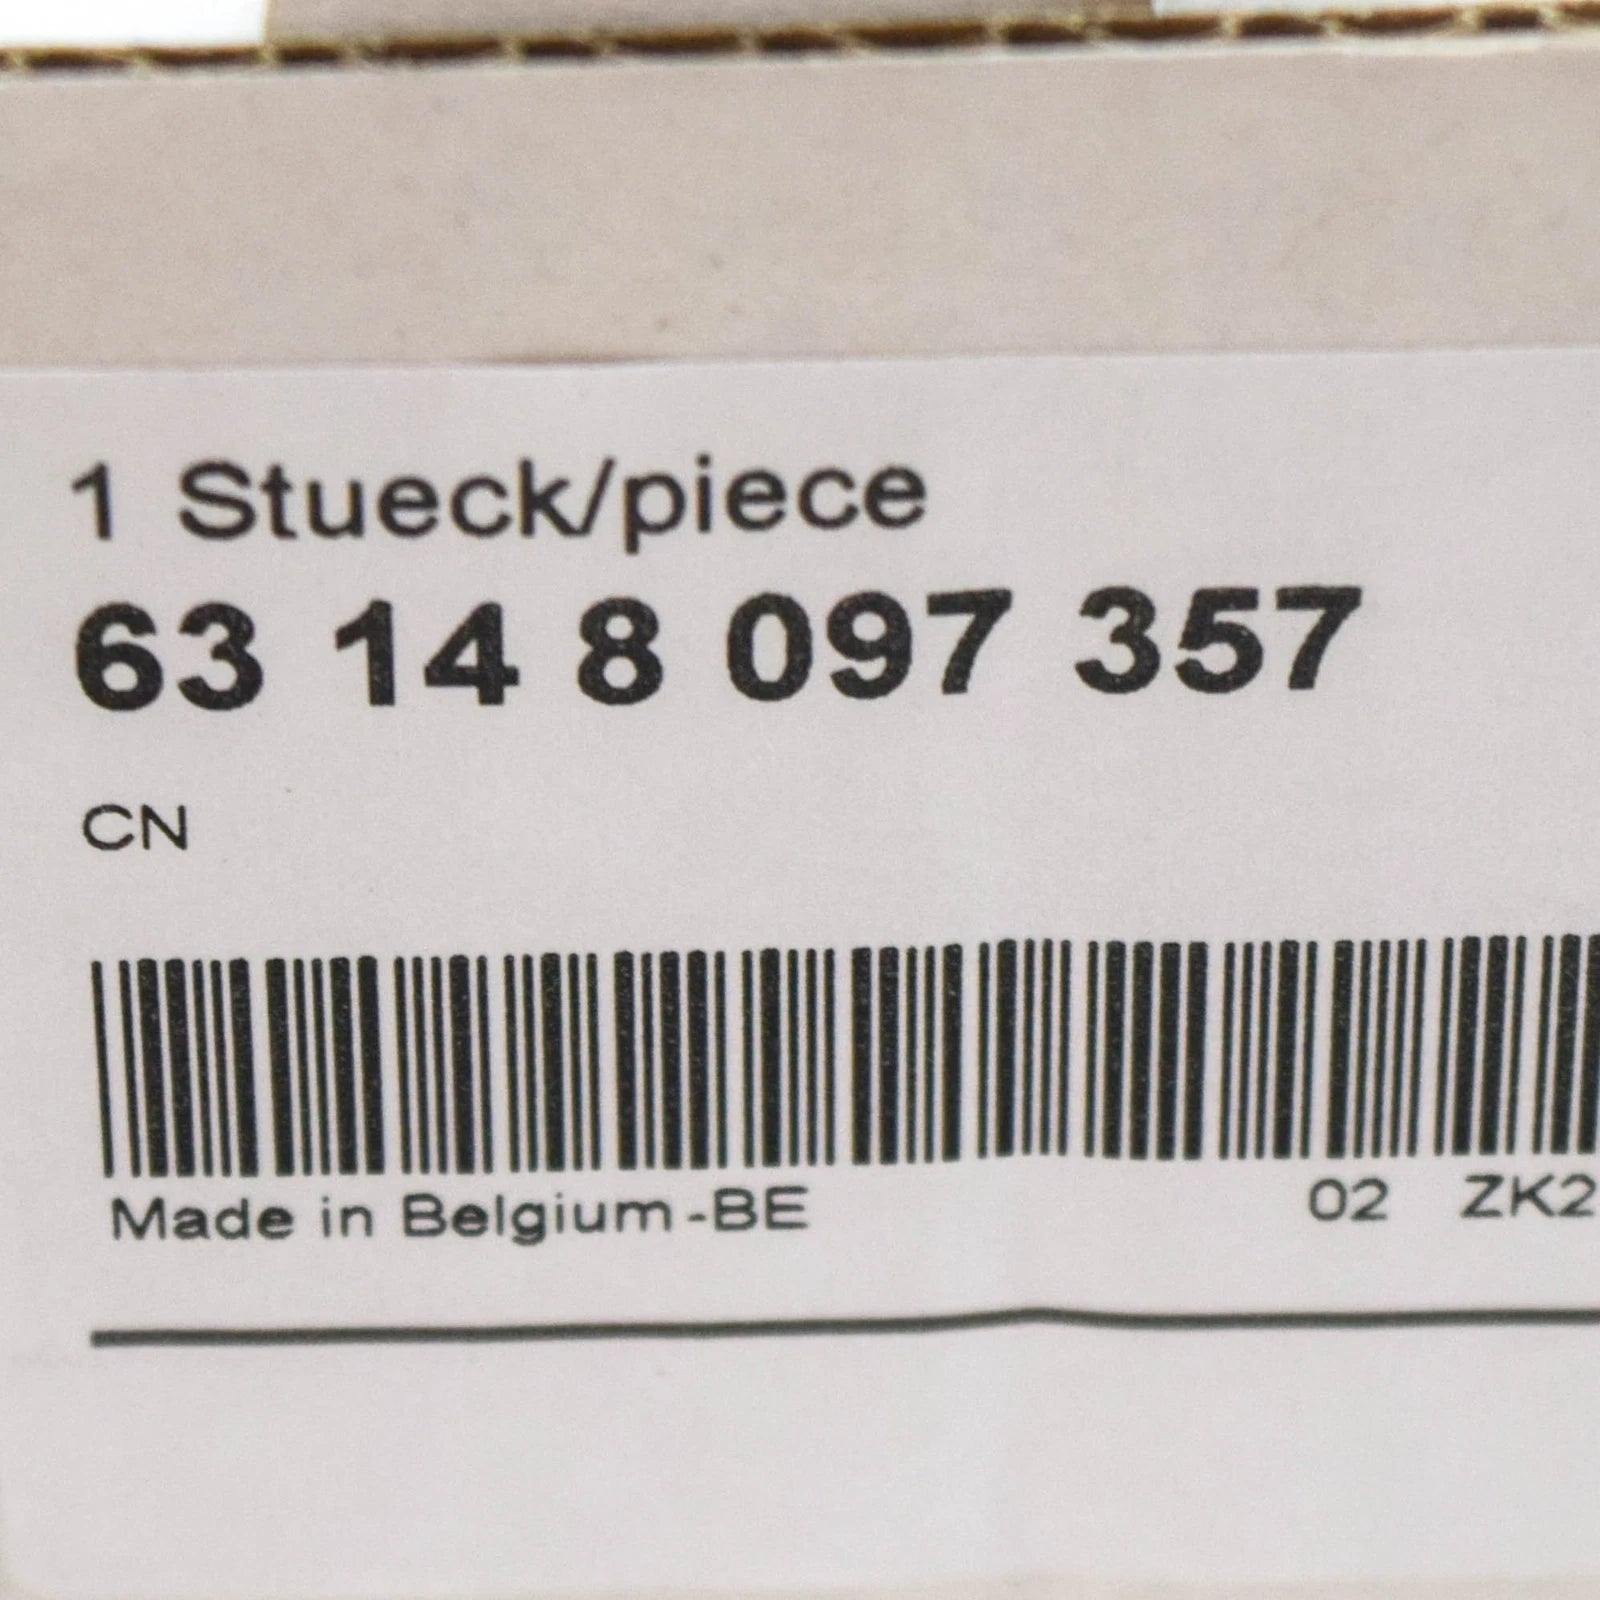 1 Stueck/piece
63 14 8 097 357
CN
Made in Belgium-BE 02 ZK2